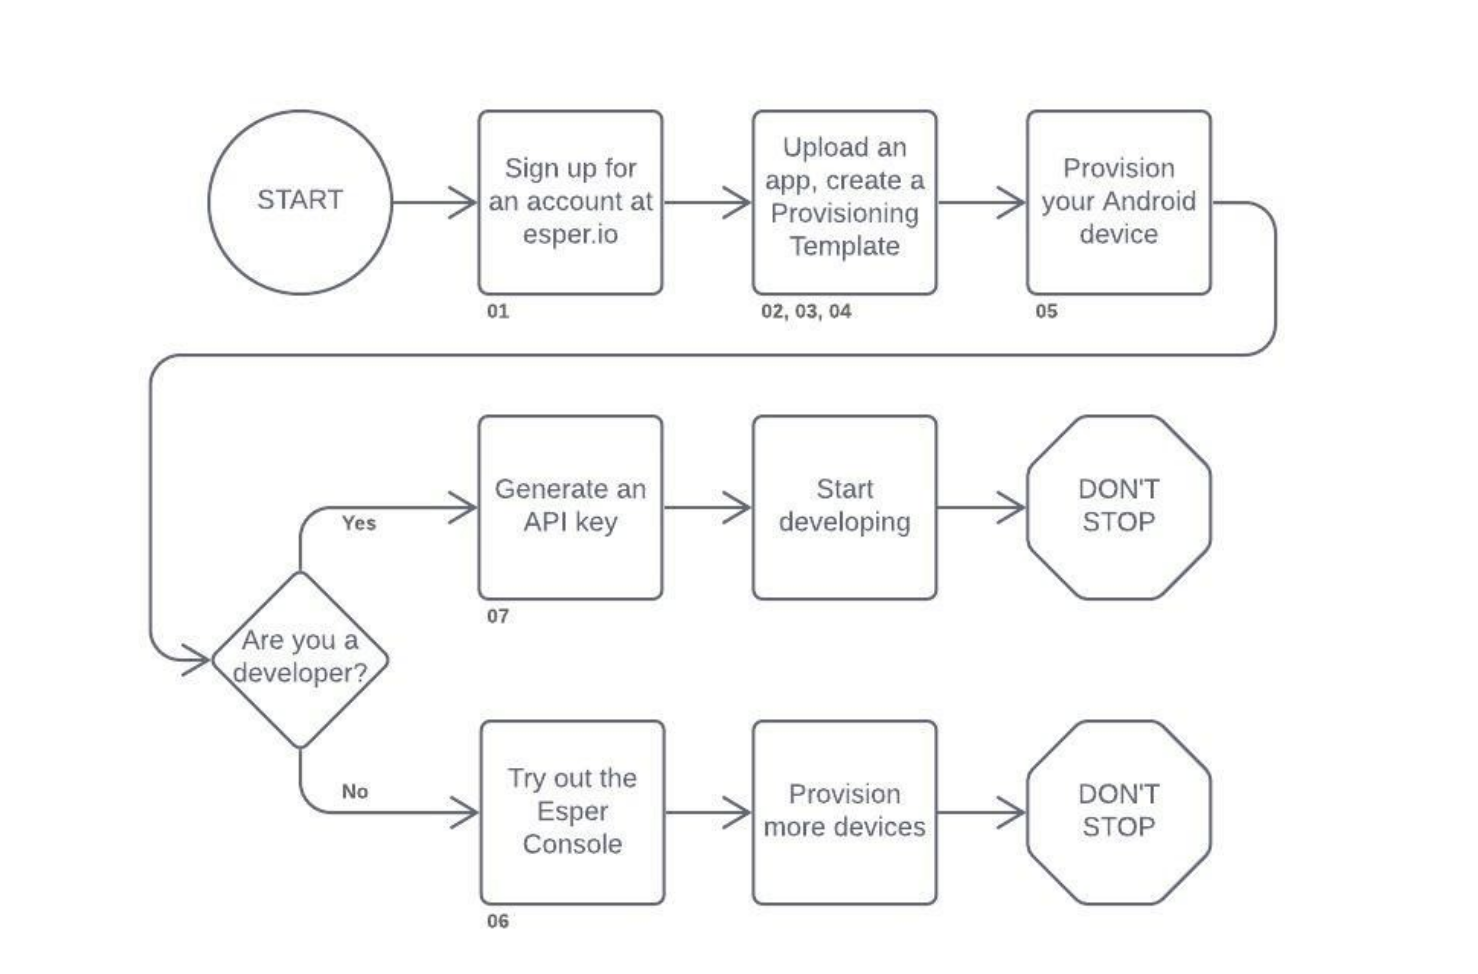 START
Sign up for
an account at
esper.io
01
Upload an
app, create a
Provisioning
Template
02, 03, 04
Provision
your Android
device
05
Are you a
developer?
Yes
Generate an
API key
07
Start
developing
DON'T
STOP
No
Try out the
Esper
Console
06
Provision
more devices
DON'T
STOP